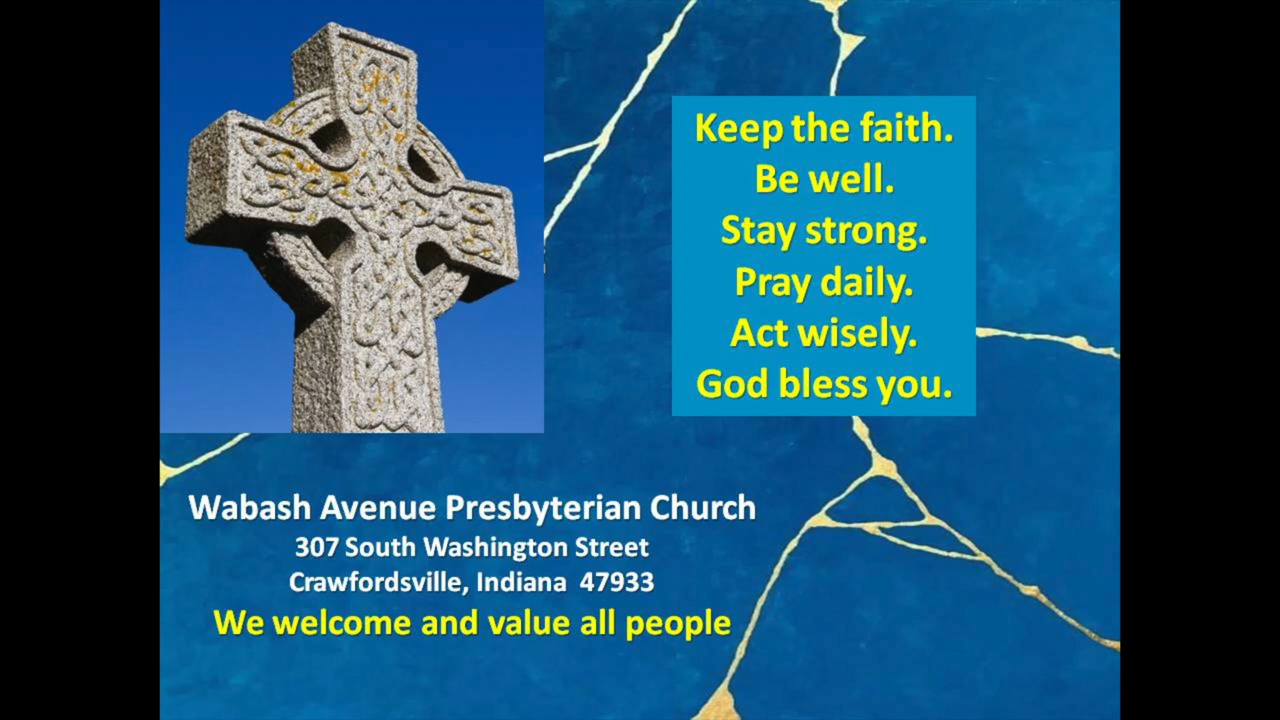 Keep the faith.
Be well.
Stay strong.
Pray daily.
Act wisely.
God bless you.
Wabash Avenue Presbyterian Church
307 South Washington Street
Crawfordsville, Indiana  47933
We welcome and value all people